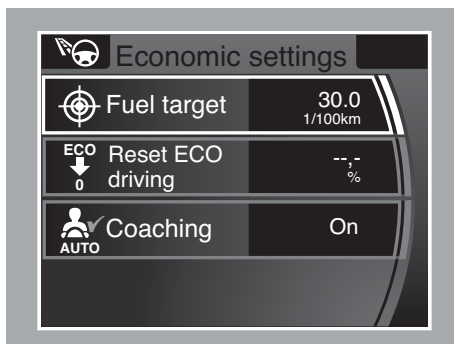 Economic settings
Fuel target
30.0
1/100km
ECO
0
Reset ECO
driving
--,-
%
AUTO
Coaching
On